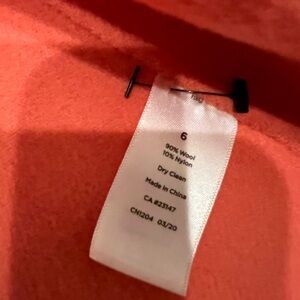 6
90% Wool
10% Nylon
Dry Clean
Made in China
CA #23147
CN1204 03/20